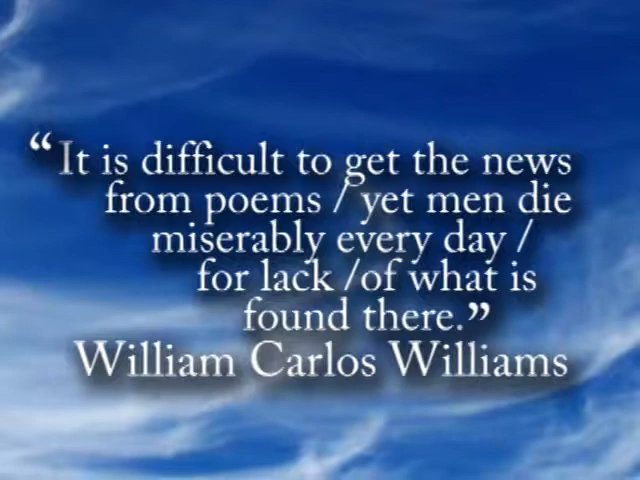 “It is difficult to get the news
from poems / yet men die
miserably every day /
for lack /of what is
found there.”
William Carlos Williams